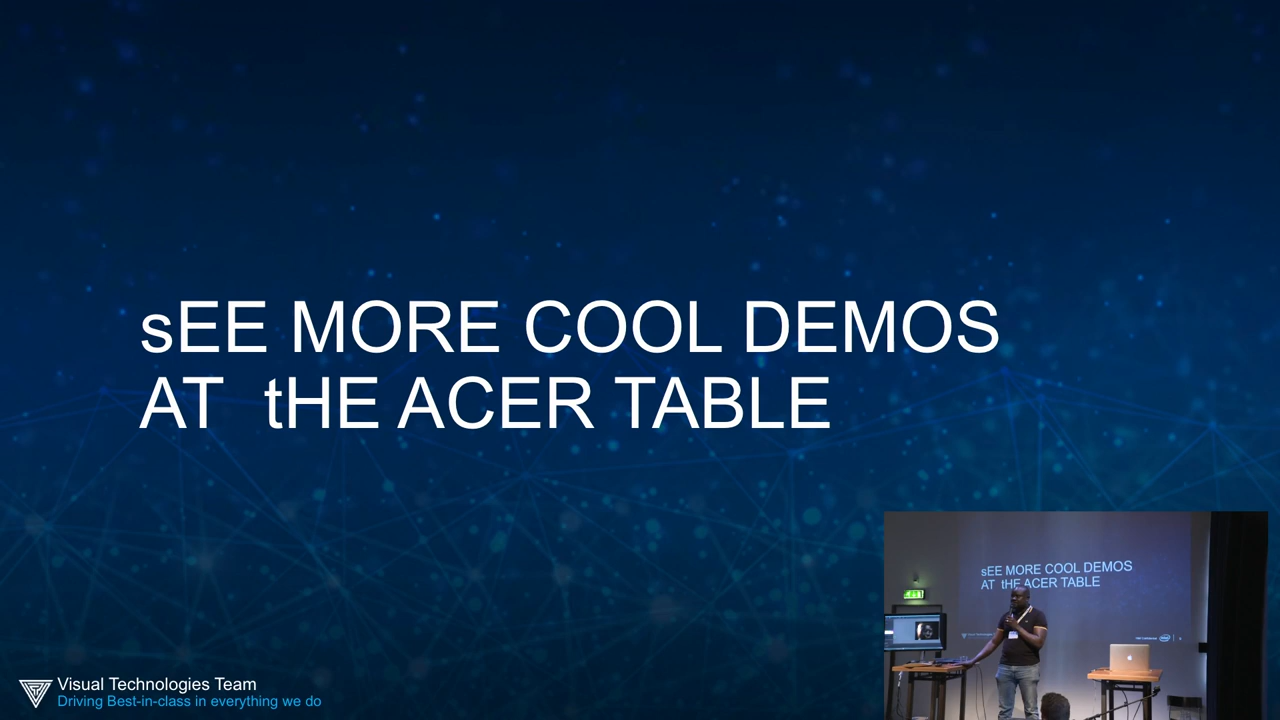 sEE MORE COOL DEMOS
AT tHE ACER TABLE
sEE MORE COOL DEMOS
AT tHE ACER TABLE
Visual Technologies Team
Driving Best-in-class in everything we do